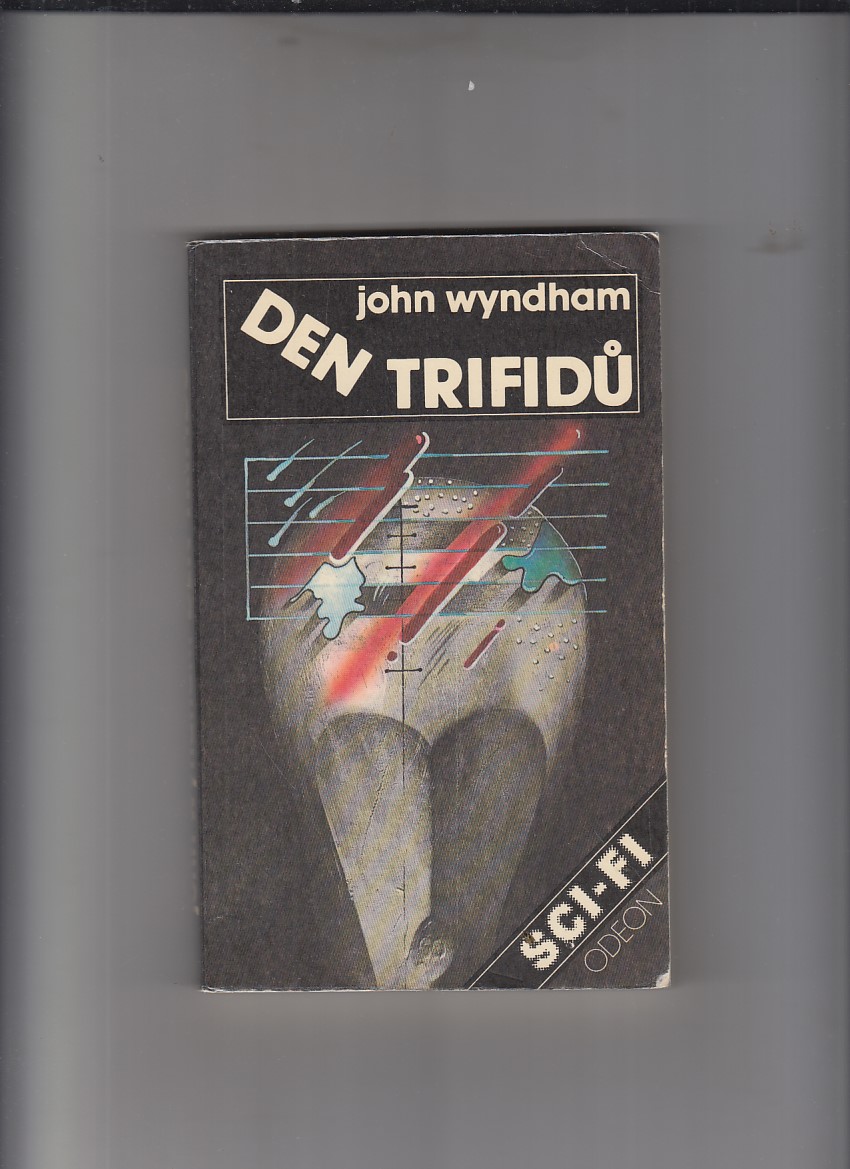 john wyndham
DEN
TRIFIDŮ
SCI-FI
ODEON